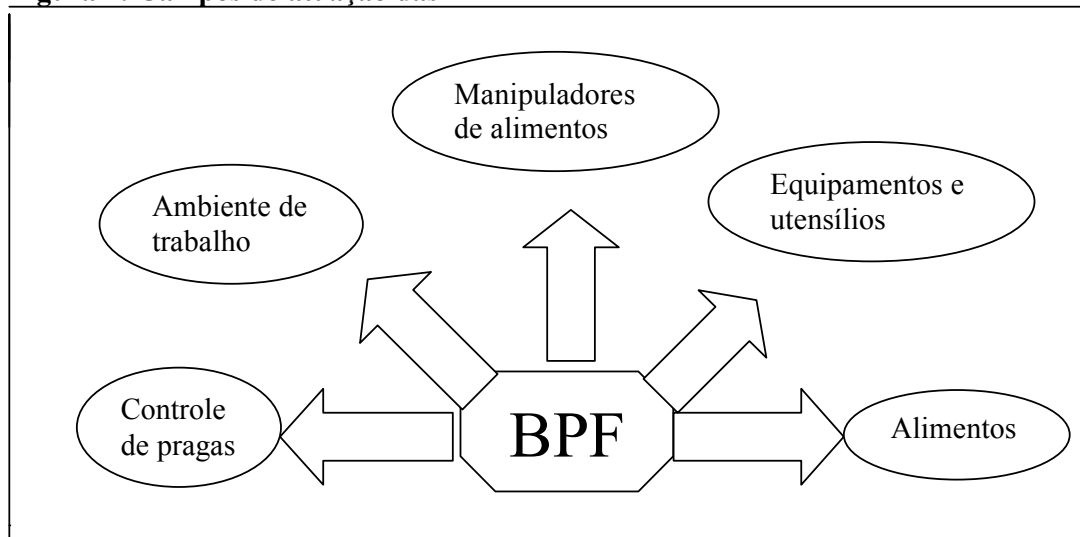 Manipuladores
de alimentos
Equipamentos e
utensílios
Ambiente de
trabalho
Controle
de pragas
BPF
Alimentos